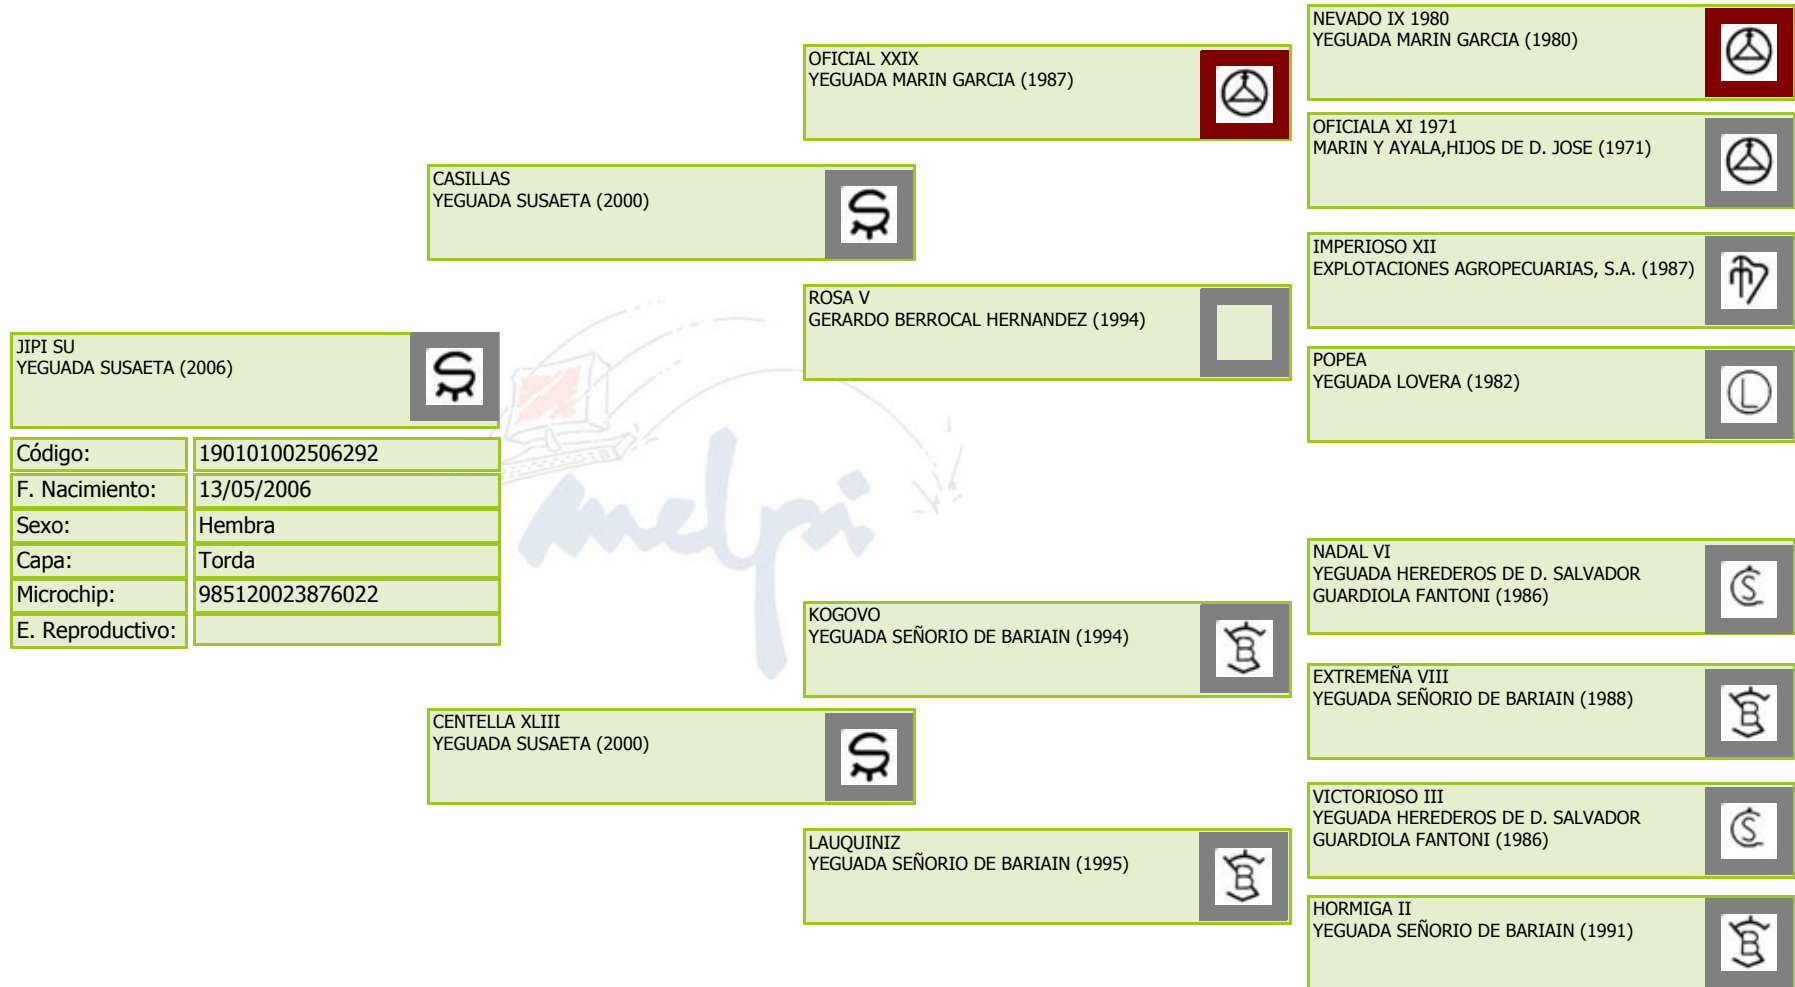 NEVADO IX 1980
YEGUADA MARIN GARCIA (1980)
OFICIAL XXIX
YEGUADA MARIN GARCIA (1987)
OFICIALA XI 1971
MARIN Y AYALA,HIJOS DE D. JOSE (1971)
CASILLAS
YEGUADA SUSAETA (2000)
IMPERIOSO XII
EXPLOTACIONES AGROPECUARIAS, S.A. (1987)
ROSA V
GERARDO BERROCAL HERNANDEZ (1994)
POPEA
YEGUADA LOVERA (1982)
L
JIPI SU
YEGUADA SUSAETA (2006)
Código: 190101002506292
F. Nacimiento: 13/05/2006
Sexo: Hembra
Capa: Torda
Microchip: 985120023876022
E. Reproductivo:
melpi
NADAL VI
YEGUADA HEREDEROS DE D. SALVADOR
GUARDIOLA FANTONI (1986)
KOGOVO
YEGUADA SEÑORIO DE BARIAIN (1994)
EXTREMEÑA VIII
YEGUADA SEÑORIO DE BARIAIN (1988)
CENTELLA XLIII
YEGUADA SUSAETA (2000)
VICTORIOSO III
YEGUADA HEREDEROS DE D. SALVADOR
GUARDIOLA FANTONI (1986)
LAUQUINIZ
YEGUADA SEÑORIO DE BARIAIN (1995)
HORMIGA II
YEGUADA SEÑORIO DE BARIAIN (1991)